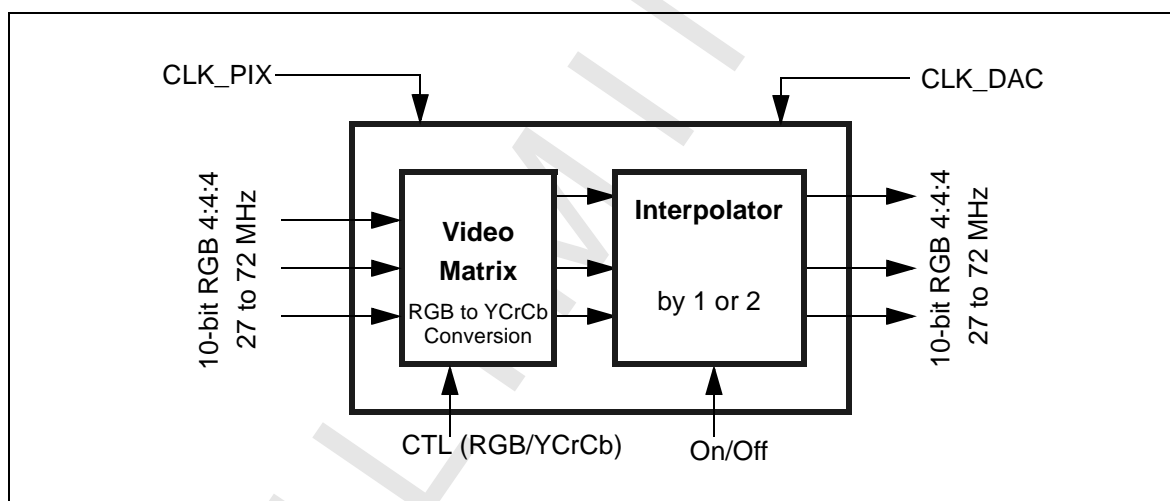 CLK_PIX
CLK_DAC
10-bit RGB 4:4:4
27 to 72 MHz
Video
Matrix
RGB to YCrCb
Conversion
Interpolator
by 1 or 2
10-bit RGB 4:4:4
27 to 72 MHz
CTL (RGB/YCrCb)
On/Off